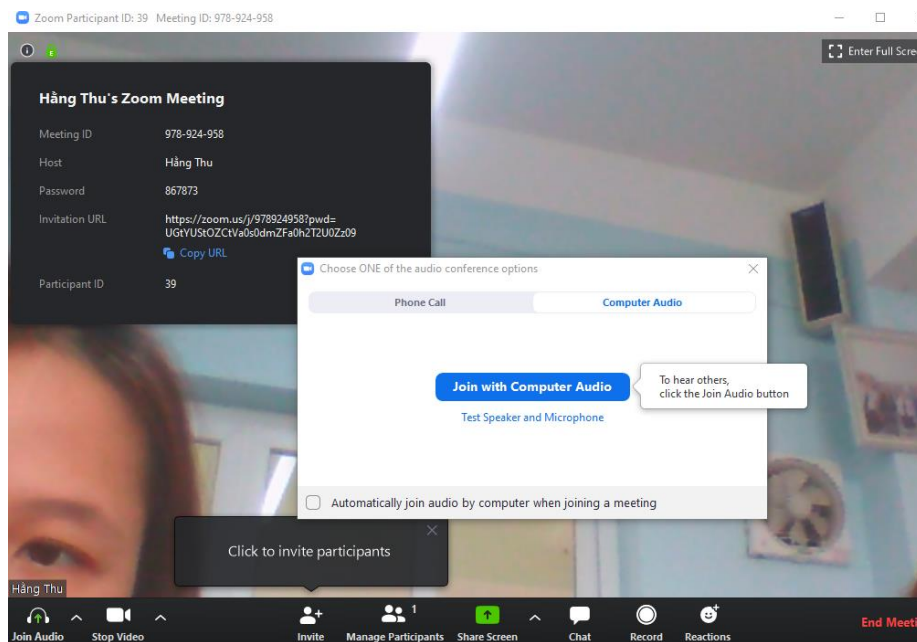 Zoom Participant ID: 39 Meeting ID: 978-924-958
Enter Full Scre
E
Hằng Thu's Zoom Meeting
Meeting ID 978-924-958
Host Hằng Thu
Password 867873
Invitation URL https://zoom.us/j/978924958?pwd=
UGtYUStOZCtVa0s0dmZFa0h2T2U0Zz09
Copy URL
Participant ID 39
Choose ONE of the audio conference options
Phone Call Computer Audio
Join with Computer Audio
To hear others,
click the Join Audio button
Test Speaker and Microphone
Automatically join audio by computer when joining a meeting
Click to invite participants
Hằng Thu
1
Join Audio Stop Video Invite Manage Participants Share Screen Chat Record Reactions End Meeti